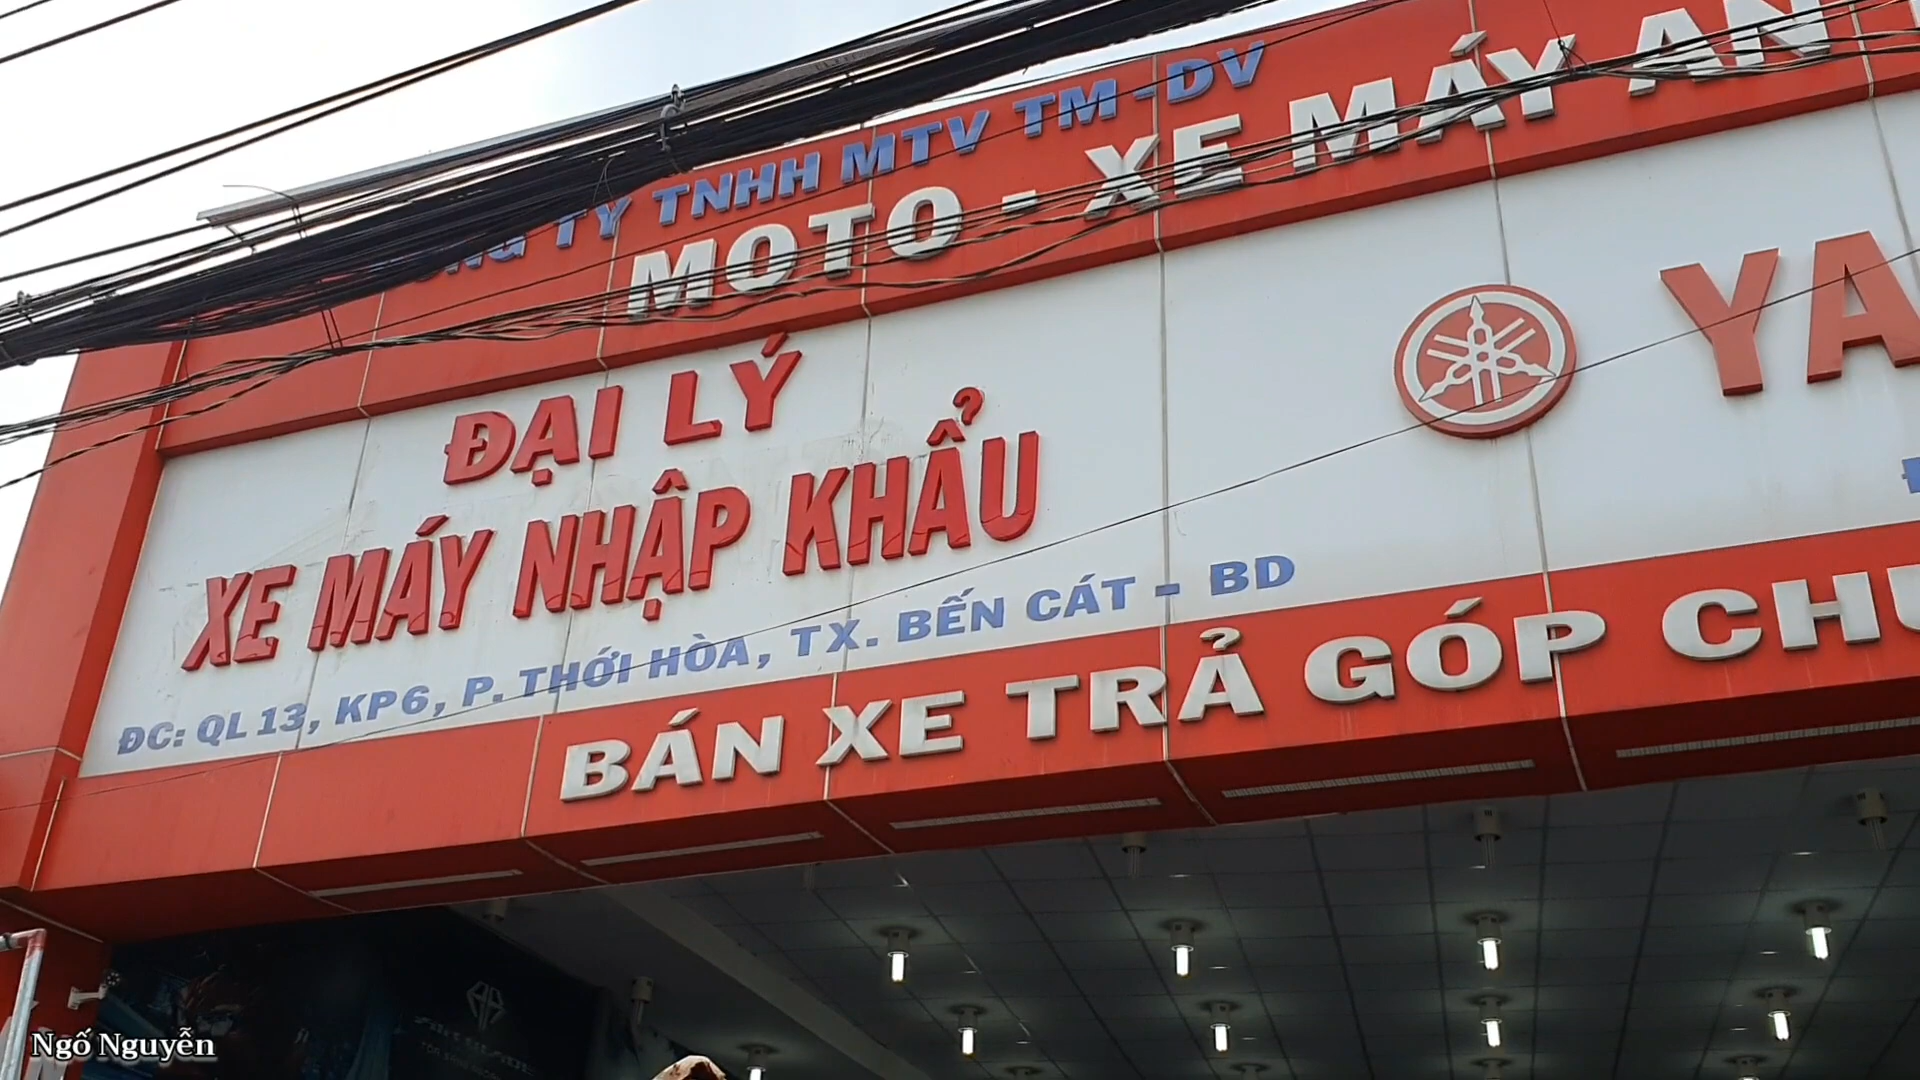 TY TNHH MTV TM-DV
MOTO - XE MÁY AN
ĐẠI LÝ
XE MÁY NHẬP KHẨU
ĐC: QL 13, KP6, P. THỚI HÒA, TX. BẾN CÁT - BD
YA
BÁN XE TRẢ GÓP CHU
Ngố Nguyễn